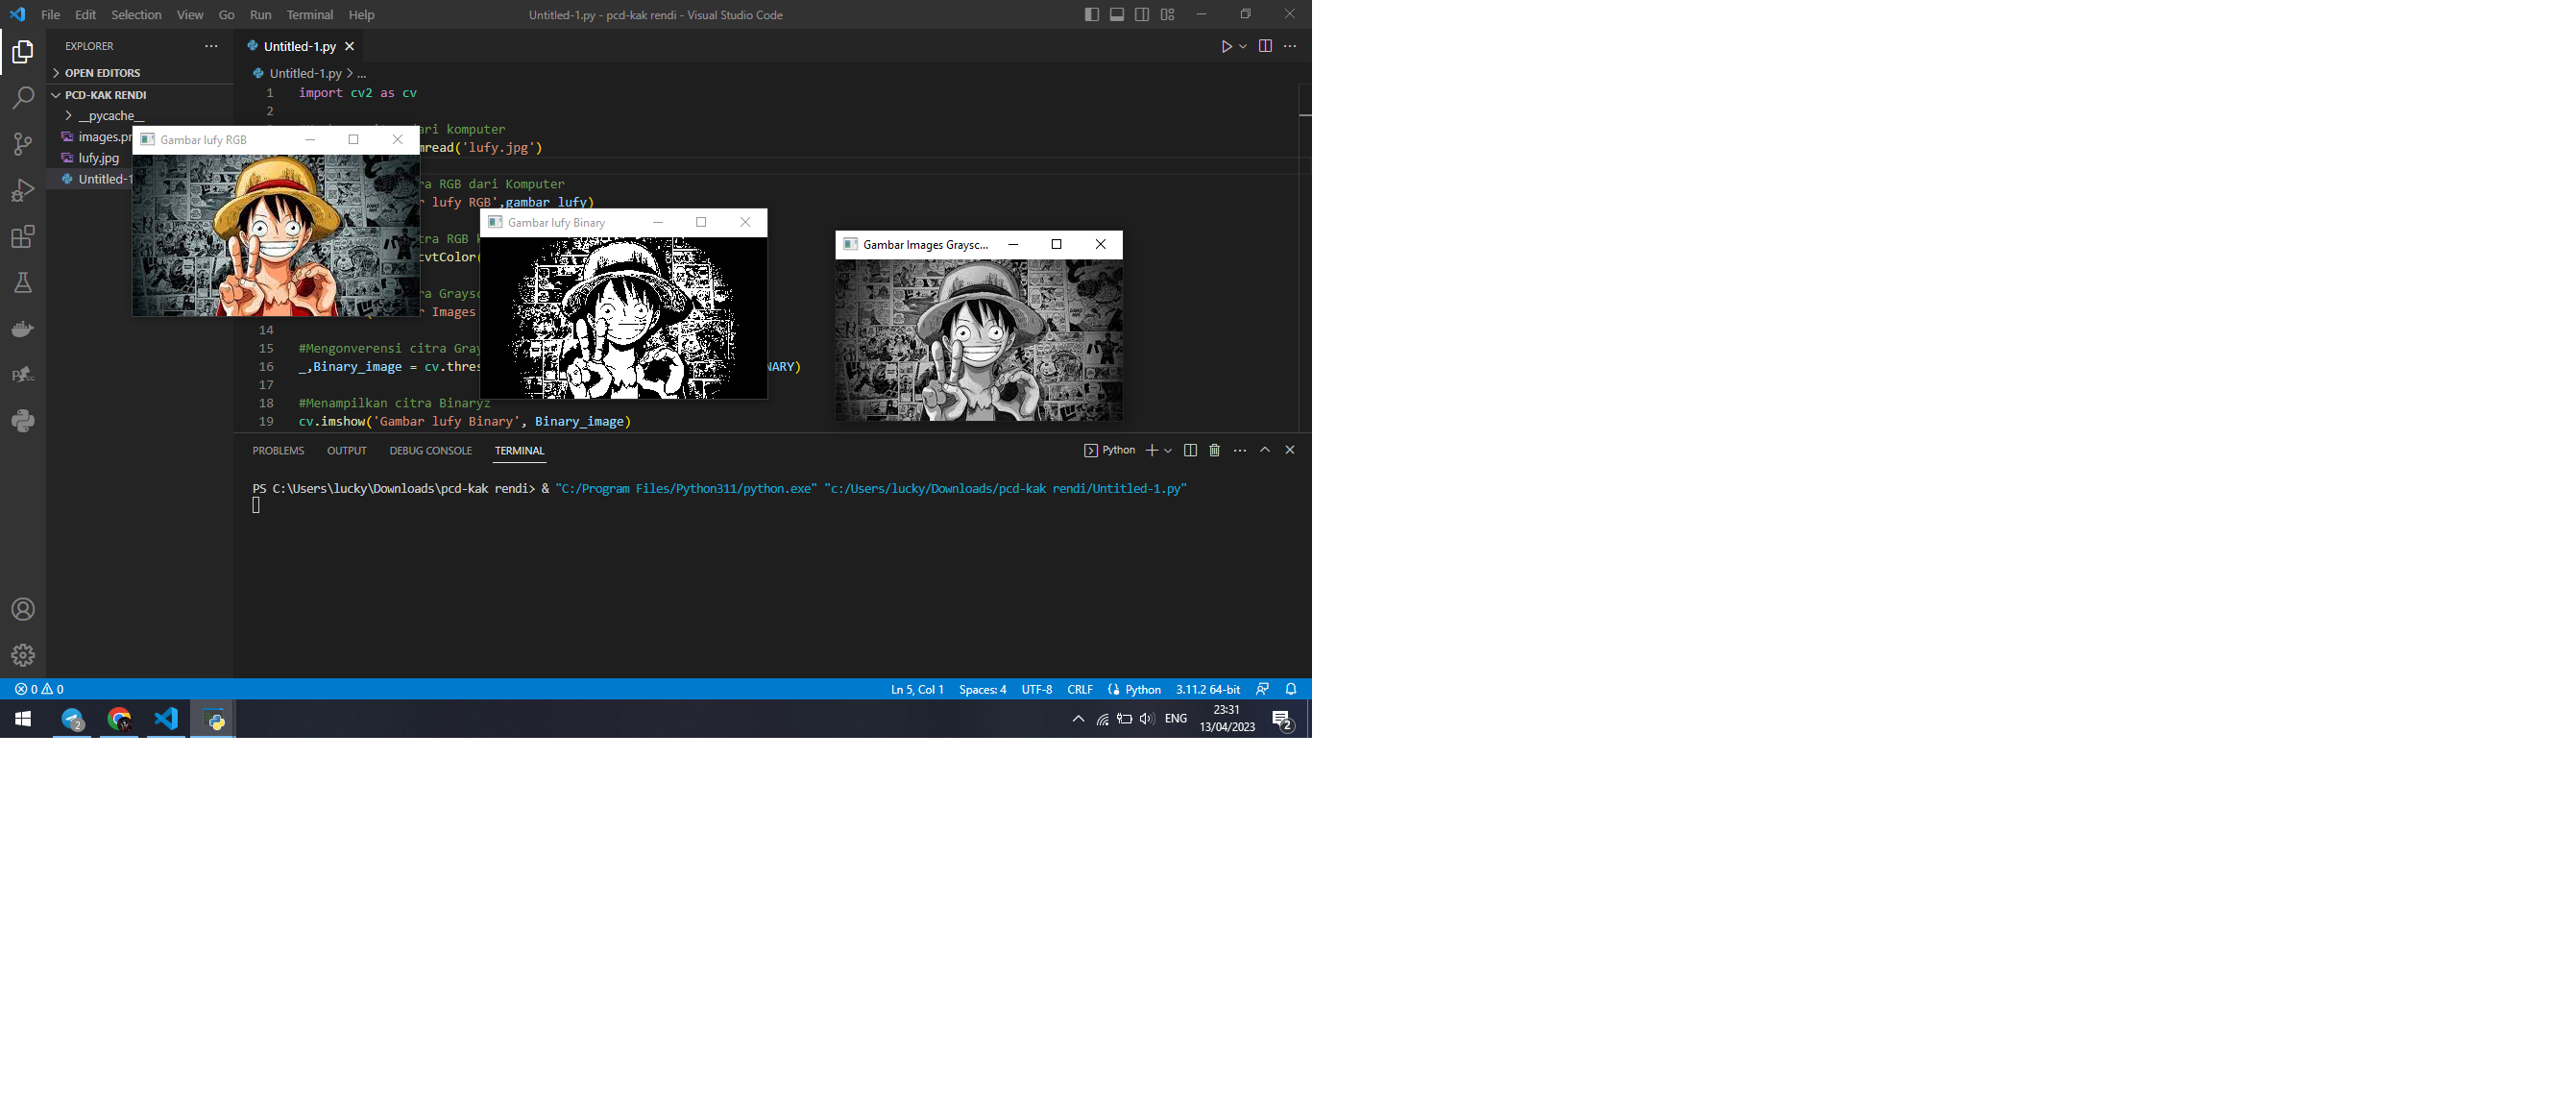 File Edit Selection View Go Run Terminal Help
Untitled-1.py - pcd-kak rendi - Visual Studio Code
EXPLORER
OPEN EDITORS
PCD-KAK RENDI
__pycache__
images.pr
lufy.jpg
Untitled-1
Untitled-1.py
Untitled-1.py > ...
1 import cv2 as cv
2
ari komputer
mread('lufy.jpg')
ra RGB dari Komputer
r lufy RGB',gambar_lufy)
tra RGB k
cvtColor(
ra Graysc
r Images
14
15 #Mengonverensi citra Gray
16 _,Binary_image = cv.thres NARY)
17
18 #Menampilkan citra Binaryz
19 cv.imshow('Gambar lufy Binary', Binary_image)
Gambar lufy RGB
Gambar lufy Binary
Gambar Images Graysc...
PROBLEMS OUTPUT DEBUG CONSOLE TERMINAL
Python
PS C:\Users\lucky\Downloads\pcd-kak rendi> & "C:/Program Files/Python311/python.exe" "c:/Users/lucky/Downloads/pcd-kak rendi/Untitled-1.py"
0 0
Ln 5, Col 1 Spaces: 4 UTF-8 CRLF Python 3.11.2 64-bit
2
ENG
23:31
13/04/2023
2